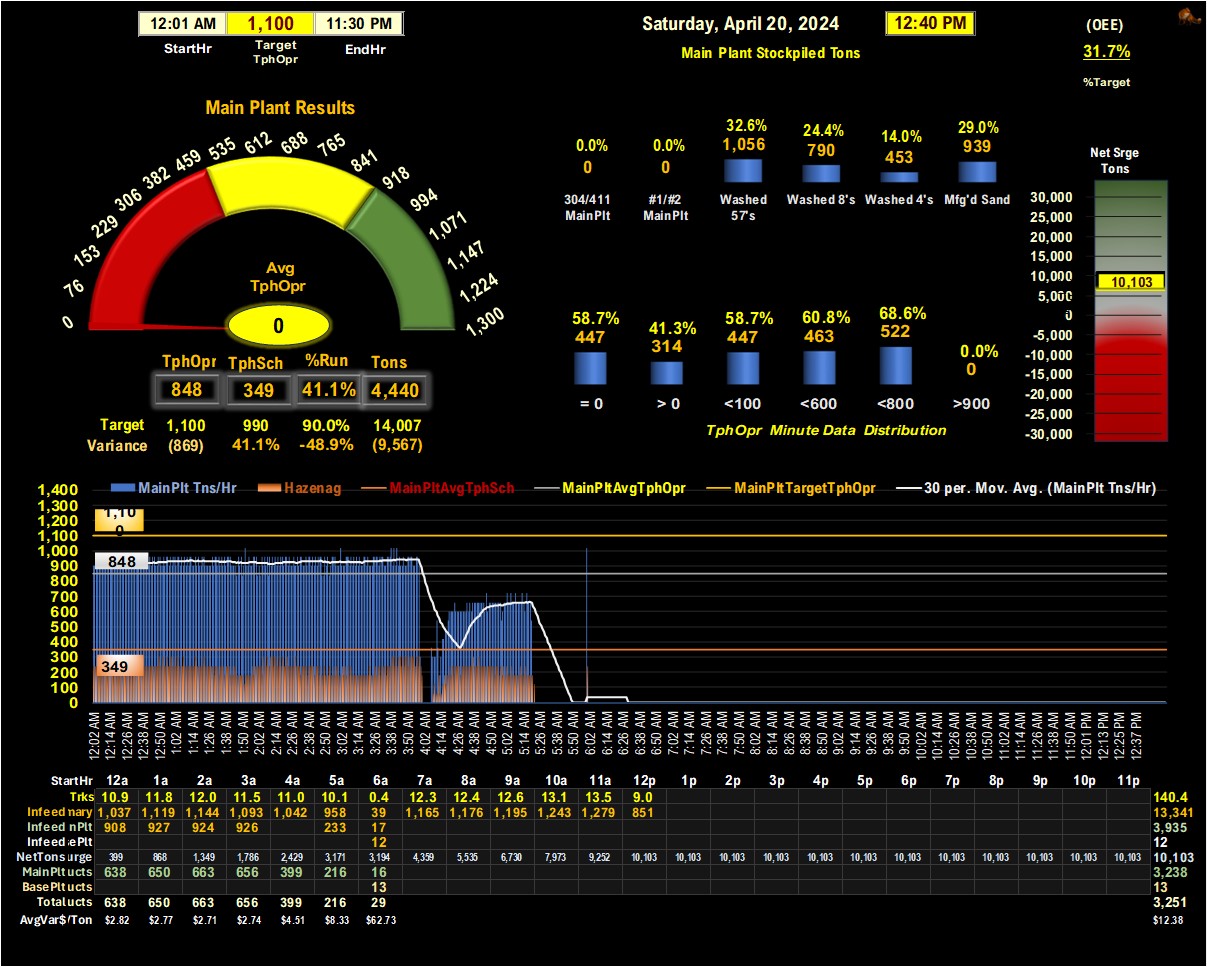 12:01 AM 1,100 11:30 PM
StartHr Target TphOpr EndHr
Saturday, April 20, 2024 12:40 PM
Main Plant Stockpiled Tons
(OEE)
31.7%
%Target
Main Plant Results
0 76 153 229 306 382 459 535 612 688 765 841 918 994 1,071 1,147 1,224 1,300
Avg
TphOpr
0
TphOpr TphSch %Run Tons
848 349 41.1% 4,440
Target 1,100 990 90.0% 14,007
Variance (869) 41.1% -48.9% (9,567)
0.0% 0.0% 32.6% 24.4% 14.0% 29.0%
0 0 1,056 790 453 939
304/411 #1/#2 Washed Washed 8's Washed 4's Mfg'd Sand
MainPlt MainPlt 57's
58.7% 41.3% 58.7% 60.8% 68.6% 0.0%
447 314 447 463 522 0
= 0 > 0 <100 <600 <800 >900
TphOpr Minute Data Distribution
Net Srge
Tons
30,000
25,000
20,000
15,000
10,000
10,103
5,000
0
-5,000
-10,000
-15,000
-20,000
-25,000
-30,000
MainPlt Tns/Hr Hazenag MainPltAvgTphSch MainPltAvgTphOpr MainPltTargetTphOpr 30 per. Mov. Avg. (MainPlt Tns/Hr)
1,400
1,300
1,200
1,100
1,000
900
800
700
600
500
400
300
200
100
0
1,10
0
848
349
12:02 AM 12:14 AM 12:26 AM 12:38 AM 12:50 AM 1:02 AM 1:14 AM 1:26 AM 1:38 AM 1:50 AM 2:02 AM 2:14 AM 2:26 AM 2:38 AM 2:50 AM 3:02 AM 3:14 AM 3:26 AM 3:38 AM 3:50 AM 4:02 AM 4:14 AM 4:26 AM 4:38 AM 4:50 AM 5:02 AM 5:14 AM 5:26 AM 5:38 AM 5:50 AM 6:02 AM 6:14 AM 6:26 AM 6:38 AM 6:50 AM 7:02 AM 7:14 AM 7:26 AM 7:38 AM 7:50 AM 8:02 AM 8:14 AM 8:26 AM 8:38 AM 8:50 AM 9:02 AM 9:14 AM 9:26 AM 9:38 AM 9:50 AM 10:02 AM 10:14 AM 10:26 AM 10:38 AM 10:50 AM 11:02 AM 11:14 AM 11:26 AM 11:38 AM 11:50 AM 12:01 PM 12:13 PM 12:25 PM 12:37 PM
StartHr 12a 1a 2a 3a 4a 5a 6a 7a 8a 9a 10a 11a 12p 1p 2p 3p 4p 5p 6p 7p 8p 9p 10p 11p
Trks 10.9 11.8 12.0 11.5 11.0 10.1 0.4 12.3 12.4 12.6 13.1 13.5 9.0 140.4
Infeed mary 1,037 1,119 1,144 1,093 1,042 958 39 1,165 1,176 1,195 1,243 1,279 851 13,341
Infeed nPlt 908 927 924 926 233 17 3,935
Infeed ePlt 12 12
NetTons urge 399 868 1,349 1,786 2,429 3,171 3,194 4,359 5,535 6,730 7,973 9,252 10,103 10,103 10,103 10,103 10,103 10,103 10,103 10,103 10,103 10,103 10,103 10,103 10,103
MainPlt ucts 638 650 663 656 399 216 16 3,238
BasePlt ucts 13 13
Total ucts 638 650 663 656 399 216 29 3,251
AvgVar$/Ton $2.82 $2.77 $2.71 $2.74 $4.51 $8.33 $62.73 $12.38